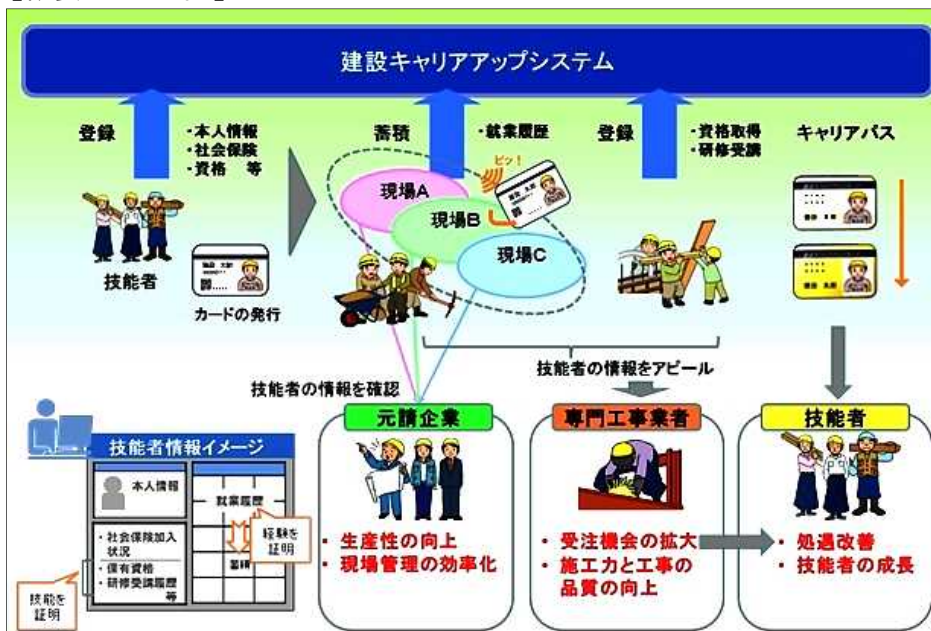 建設キャリアアップシステム
登録
・本人情報
・社会保険
・資格 等
技能者
カードの発行
蓄積
・就業履歴
ピッ！
現場A
現場B
現場C
登録
・資格取得
・研修受講
キャリアパス
技能者の情報を確認
技能者の情報をアピール
技能者情報イメージ
本人情報
・社会保険加入
状況
・保有資格
・研修受講履歴
等
就業履歴
蓄積
経験を
証明
技能を
証明
元請企業
・生産性の向上
・現場管理の効率化
専門工事業者
・受注機会の拡大
・施工力と工事の
品質の向上
技能者
・処遇改善
・技能者の成長